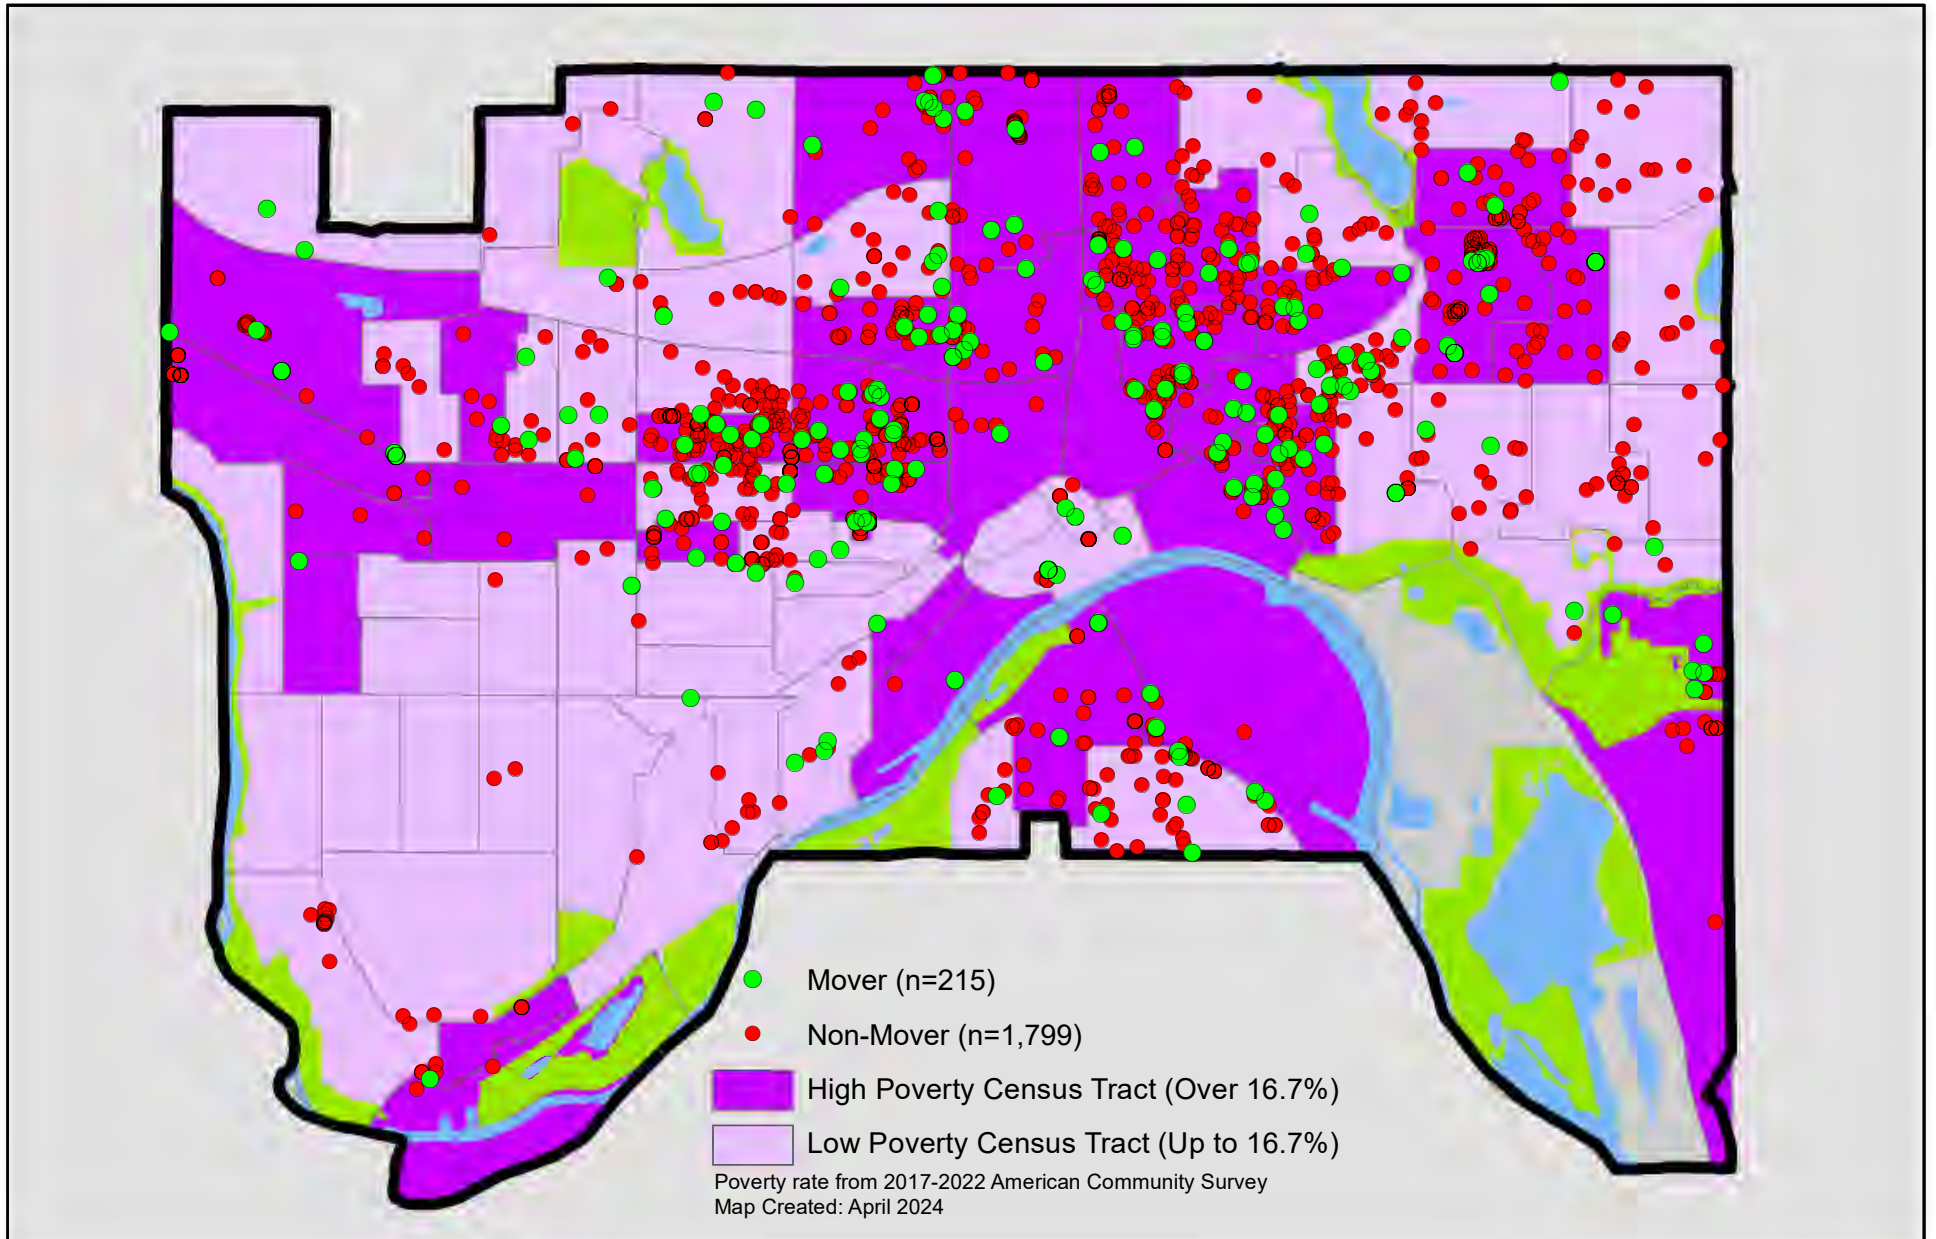 Mover (n=215)
Non-Mover (n=1,799)
High Poverty Census Tract (Over 16.7%)
Low Poverty Census Tract (Up to 16.7%)
Poverty rate from 2017-2022 American Community Survey
Map Created: April 2024